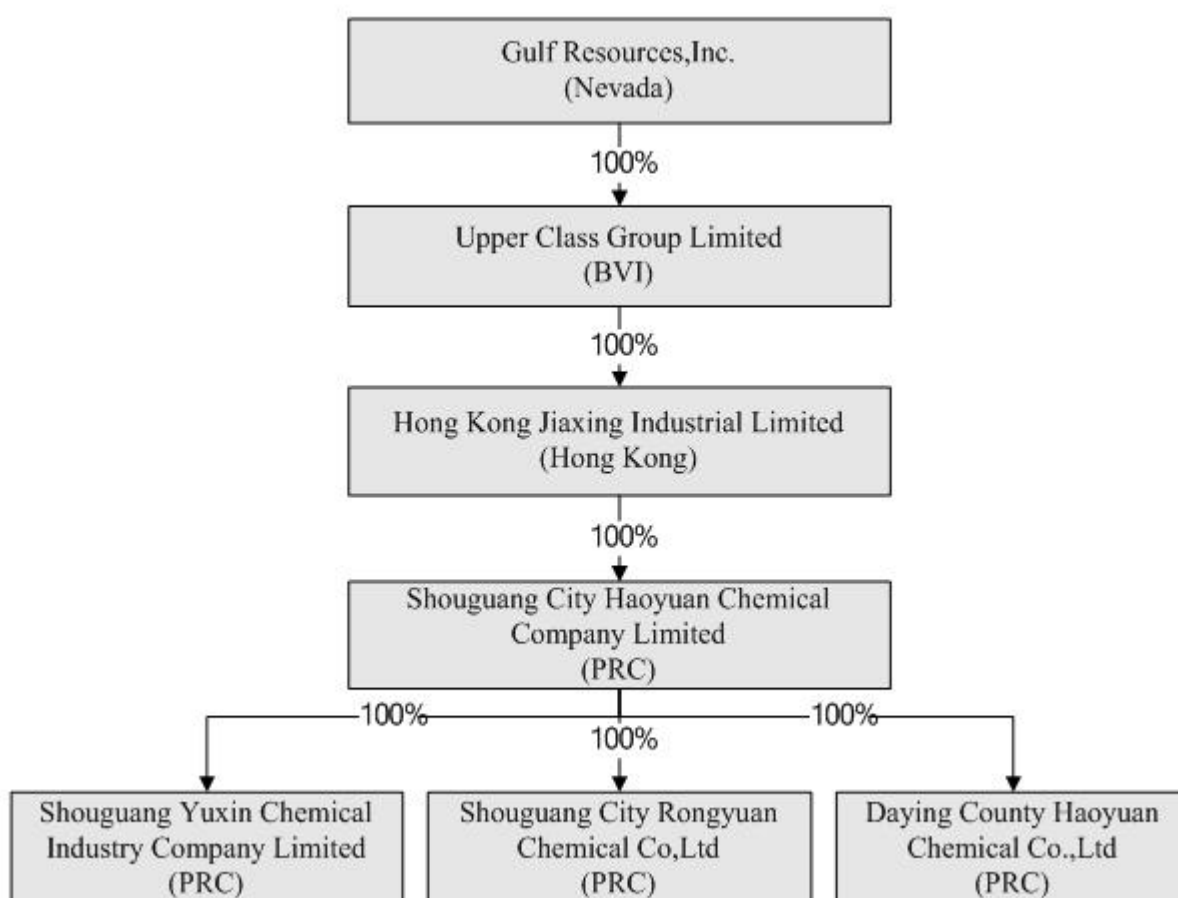 Gulf Resources,Inc.
(Nevada)
100%
Upper Class Group Limited
(BVI)
100%
Hong Kong Jiaxing Industrial Limited
(Hong Kong)
100%
Shouguang City Haoyuan Chemical
Company Limited
(PRC)
100%
100%
100%
Shouguang Yuxin Chemical
Industry Company Limited
(PRC)
Shouguang City Rongyuan
Chemical Co,Ltd
(PRC)
Daying County Haoyuan
Chemical Co.,Ltd
(PRC)